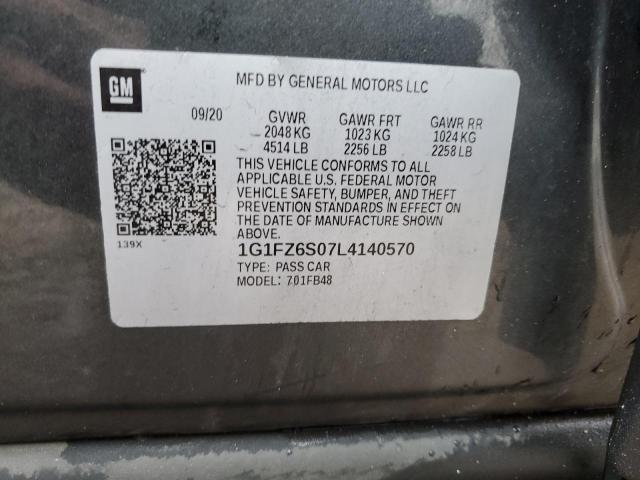 GM
MFD BY GENERAL MOTORS LLC
09/20 GVWR GAWR FRT GAWR RR
2048 KG 1023 KG 1024 KG
4514 LB 2256 LB 2258 LB
THIS VEHICLE CONFORMS TO ALL
APPLICABLE U.S. FEDERAL MOTOR
VEHICLE SAFETY, BUMPER, AND THEFT
PREVENTION STANDARDS IN EFFECT ON
THE DATE OF MANUFACTURE SHOWN
ABOVE.
139X
1G1FZ6S07L4140570
TYPE: PASS CAR
MODEL: 701FB48